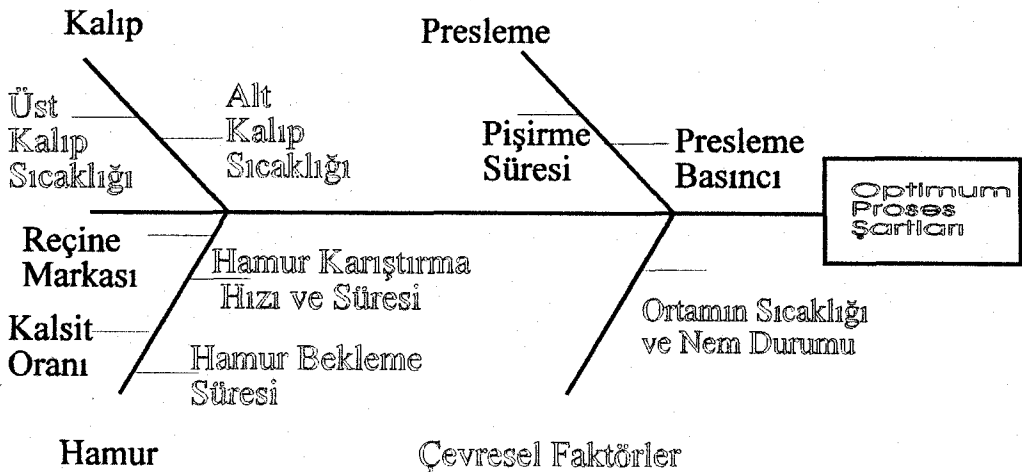 Kalıp
Presleme
Üst
Kalıp
Sıcaklığı
Alt
Kalıp
Sıcaklığı
Pişirme
Süresi
Presleme
Basıncı
Optimum
Proses
Şartları
Reçine
Markası
Hamur Karıştırma
Hızı ve Süresi
Kalsit
Oranı
Hamur Bekleme
Süresi
Ortamın Sıcaklığı
ve Nem Durumu
Hamur
Çevresel Faktörler